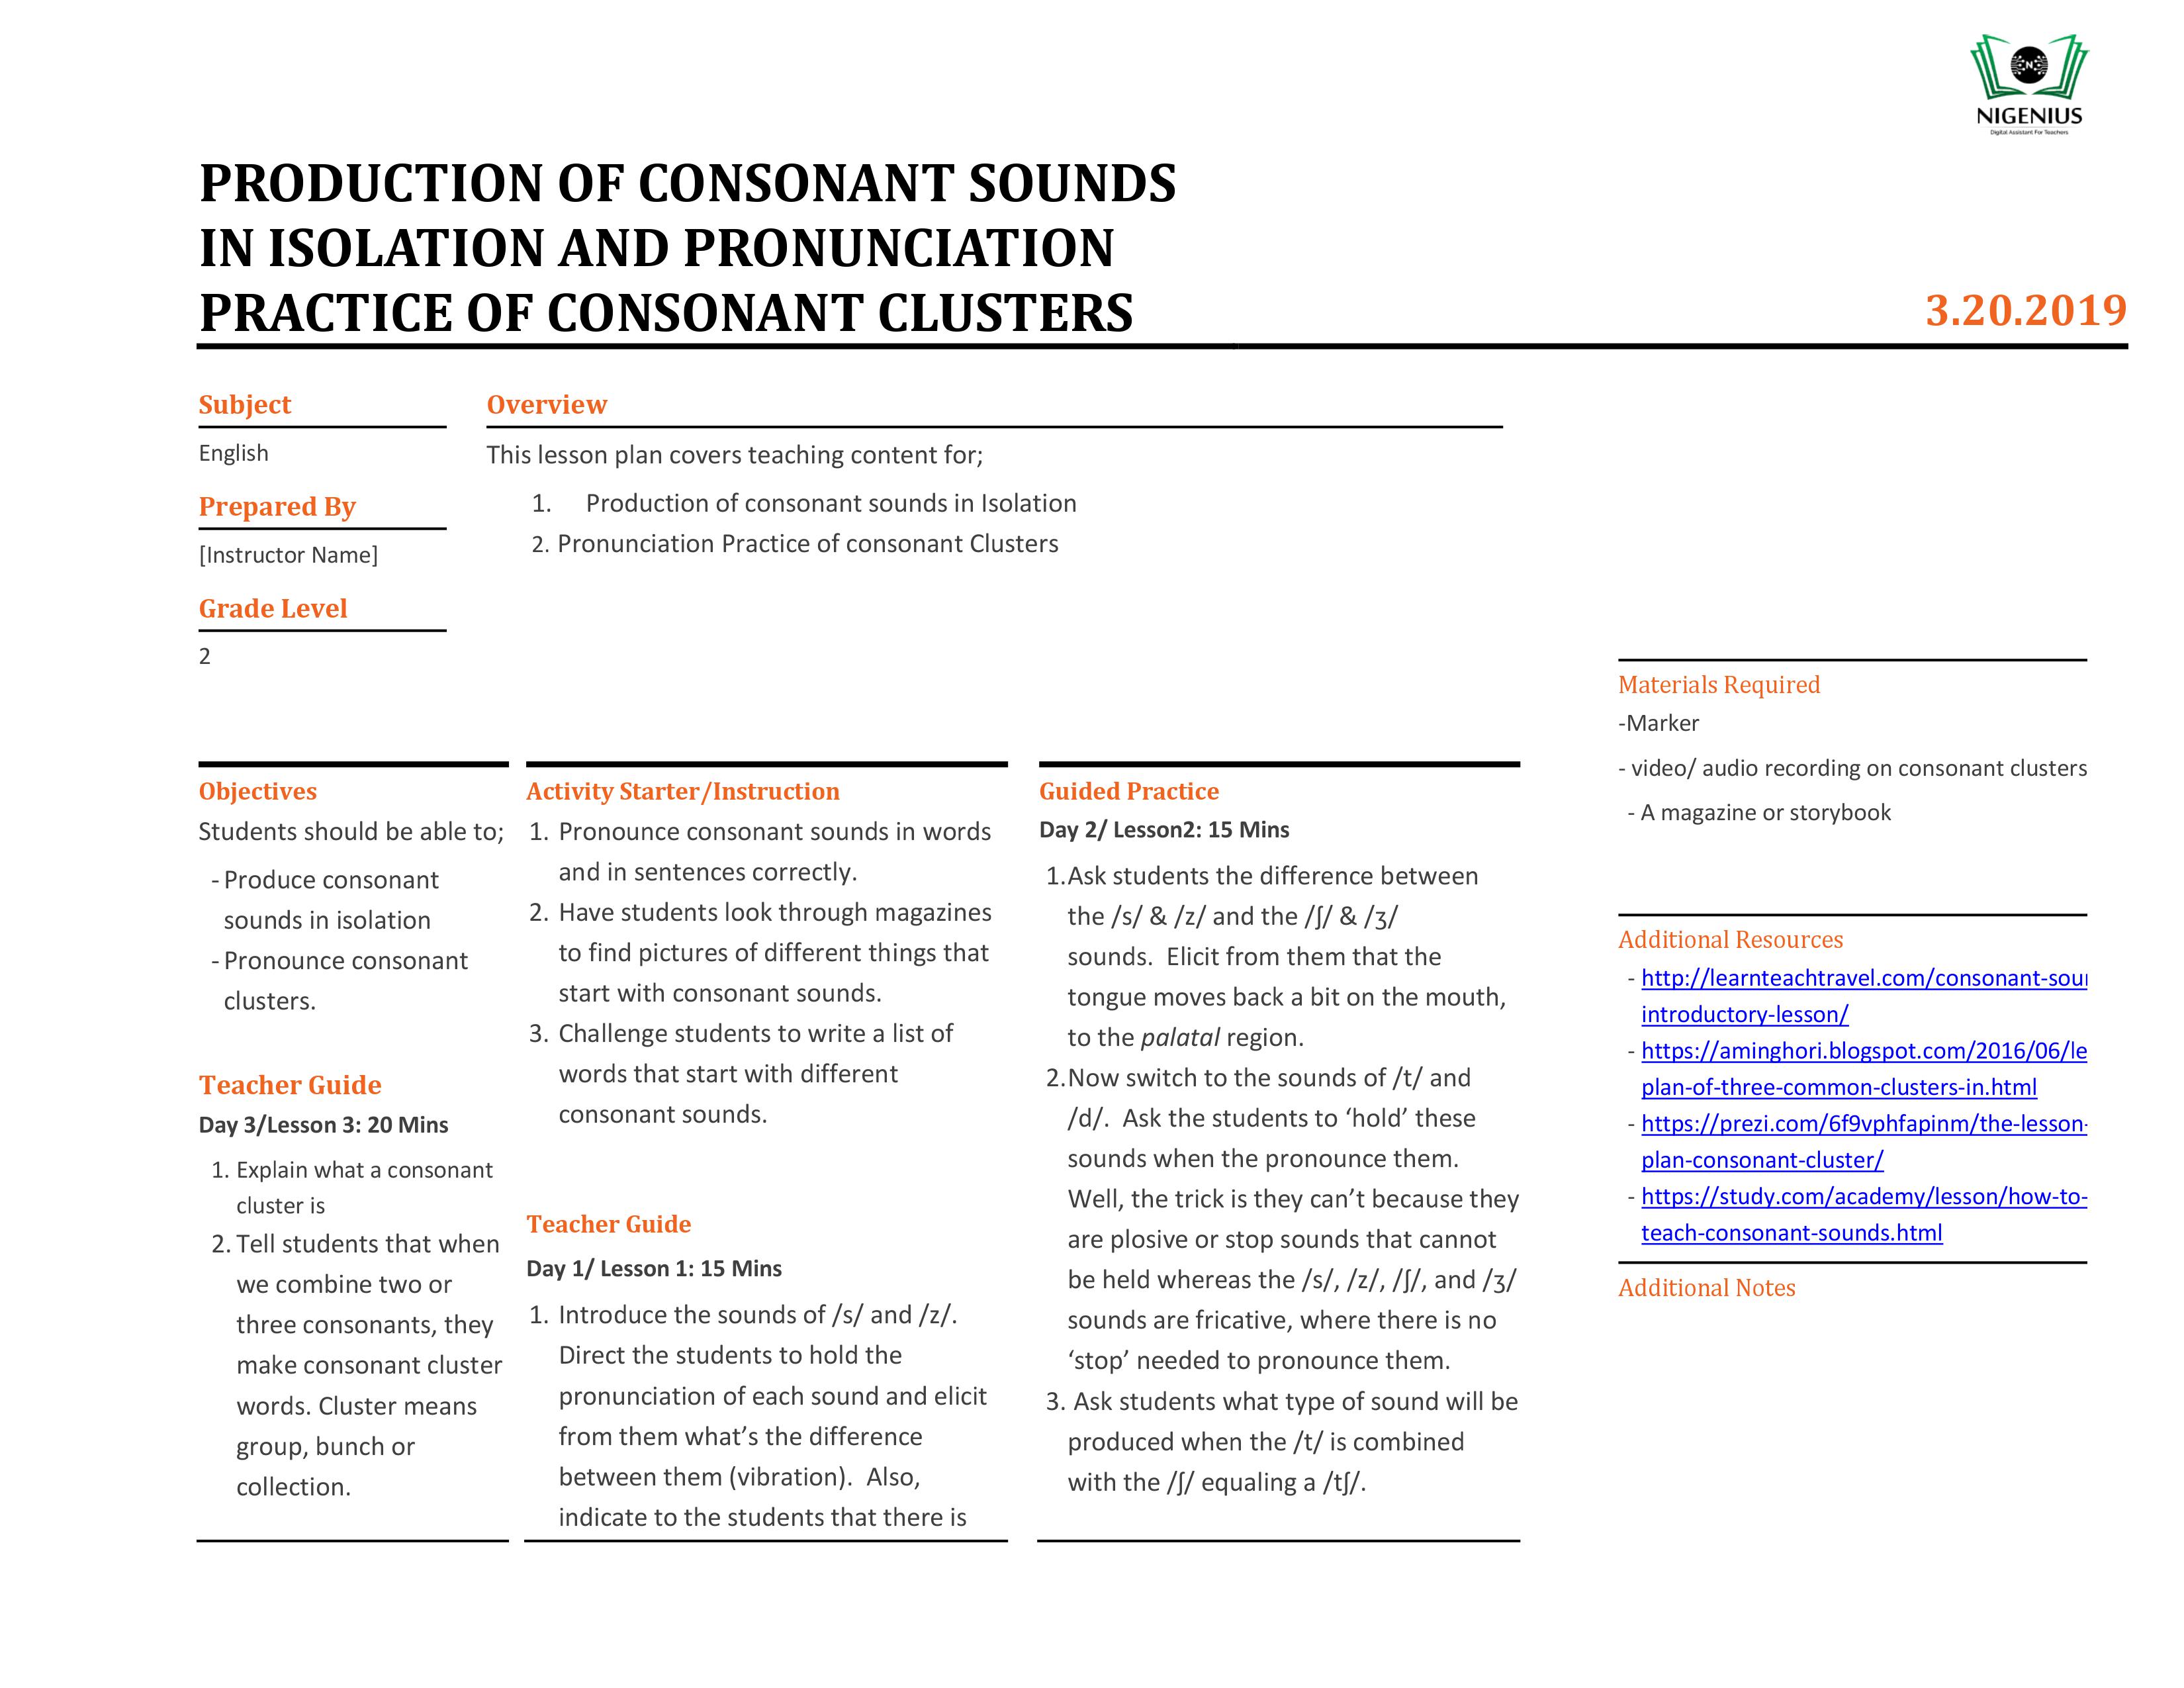 NIGENIUS
Digital Assistant For Teachers
PRODUCTION OF CONSONANT SOUNDS
IN ISOLATION AND PRONUNCIATION
PRACTICE OF CONSONANT CLUSTERS
3.20.2019
Subject
English
Prepared By
[Instructor Name]
Grade Level
2
Overview
This lesson plan covers teaching content for;
1. Production of consonant sounds in Isolation
2. Pronunciation Practice of consonant Clusters
Objectives
Students should be able to;
- Produce consonant
sounds in isolation
- Pronounce consonant
clusters.
Teacher Guide
Day 3/Lesson 3: 20 Mins
1. Explain what a consonant
cluster is
2. Tell students that when
we combine two or
three consonants, they
make consonant cluster
words. Cluster means
group, bunch or
collection.
Activity Starter/Instruction
1. Pronounce consonant sounds in words
and in sentences correctly.
2. Have students look through magazines
to find pictures of different things that
start with consonant sounds.
3. Challenge students to write a list of
words that start with different
consonant sounds.
Teacher Guide
Day 1/ Lesson 1: 15 Mins
1. Introduce the sounds of /s/ and /z/.
Direct the students to hold the
pronunciation of each sound and elicit
from them what’s the difference
between them (vibration).  Also,
indicate to the students that there is
Guided Practice
Day 2/ Lesson2: 15 Mins
1.Ask students the difference between
the /s/ & /z/ and the /ʃ/ & /ʒ/
sounds.  Elicit from them that the
tongue moves back a bit on the mouth,
to the palatal region.
2.Now switch to the sounds of /t/ and
/d/.  Ask the students to ‘hold’ these
sounds when the pronounce them.
Well, the trick is they can’t because they
are plosive or stop sounds that cannot
be held whereas the /s/, /z/, /ʃ/, and /ʒ/
sounds are fricative, where there is no
‘stop’ needed to pronounce them.
3. Ask students what type of sound will be
produced when the /t/ is combined
with the /ʃ/ equaling a /tʃ/.
Materials Required
-Marker
- video/ audio recording on consonant clusters
- A magazine or storybook
Additional Resources
- http://learnteachtravel.com/consonant-sou
introductory-lesson/
- https://aminghori.blogspot.com/2016/06/le
plan-of-three-common-clusters-in.html
- https://prezi.com/6f9vphfapinm/the-lesson-
plan-consonant-cluster/
- https://study.com/academy/lesson/how-to-
teach-consonant-sounds.html
Additional Notes